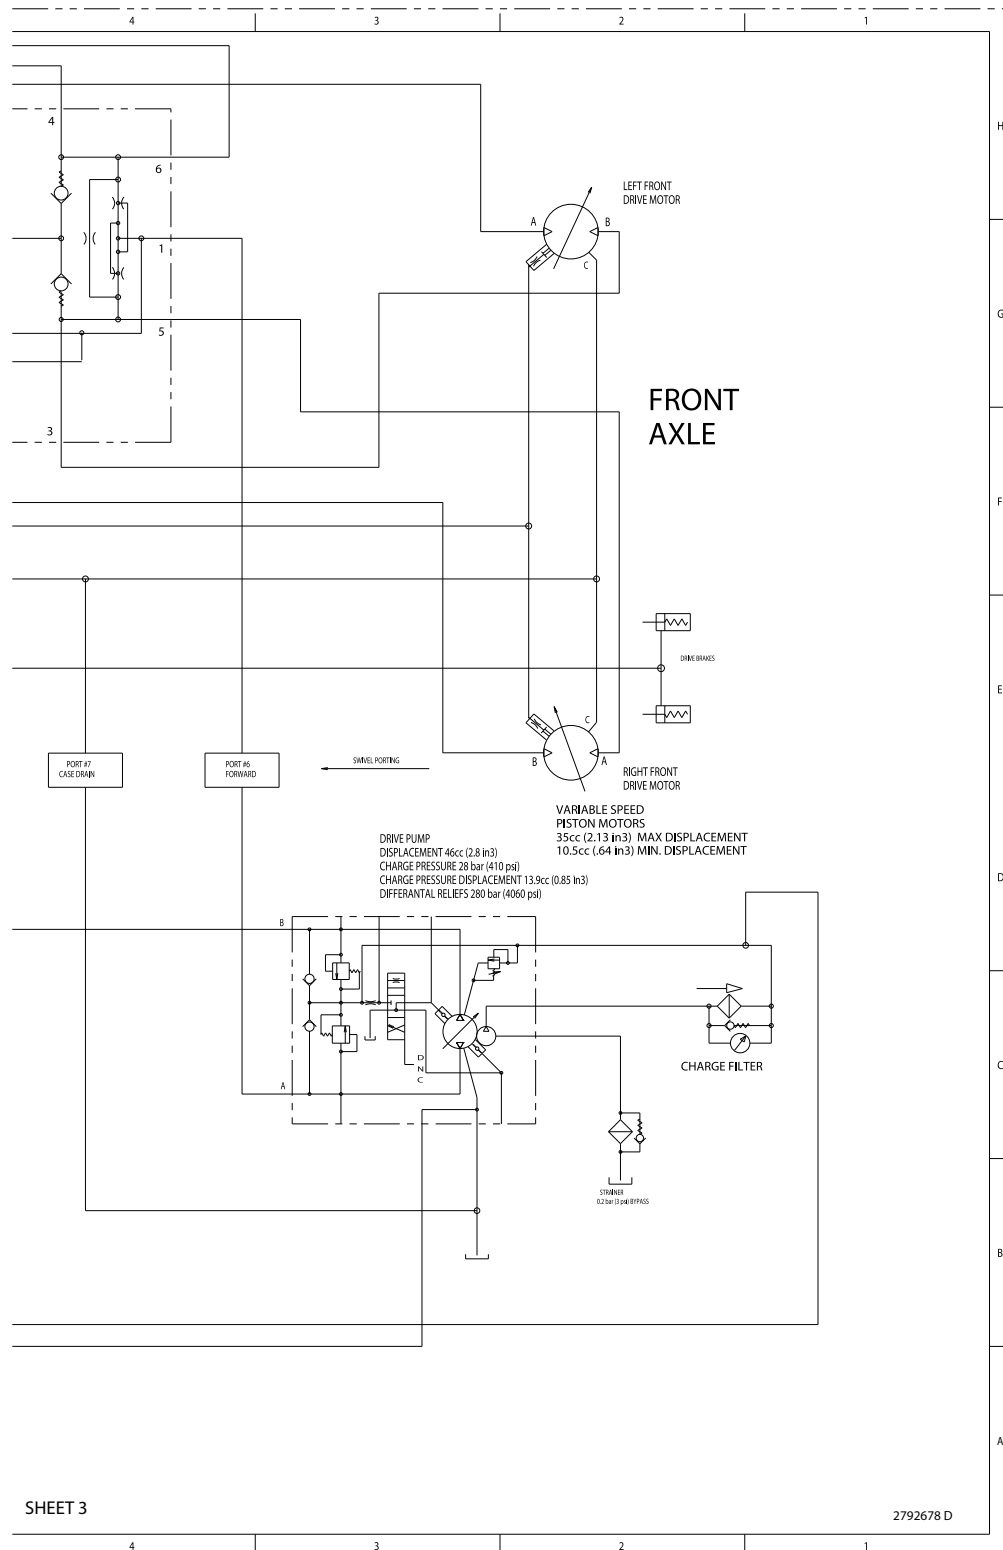 4 3 2 1
H
G
F
E
D
C
B
A
4
6
1
5
3
LEFT FRONT
DRIVE MOTOR
A
B
C
FRONT
AXLE
DRIVE BRAKES
C
B
A
PORT #7
CASE DRAIN
PORT #6
FORWARD
SWIVEL PORTING
RIGHT FRONT
DRIVE MOTOR
VARIABLE SPEED
PISTON MOTORS
35cc (2.13 in3) MAX DISPLACEMENT
10.5cc (.64 in3) MIN. DISPLACEMENT
DRIVE PUMP
DISPLACEMENT 46cc (2.8 in3)
CHARGE PRESSURE 28 bar (410 psi)
CHARGE PRESSURE DISPLACEMENT 13.9cc (0.85 in3)
DIFFERANTAL RELIEFS 280 bar (4060 psi)
B
A
D
N
C
CHARGE FILTER
STRAINER
0.2 bar (3 psi) BYPASS
SHEET 3
2792678 D
4 3 2 1